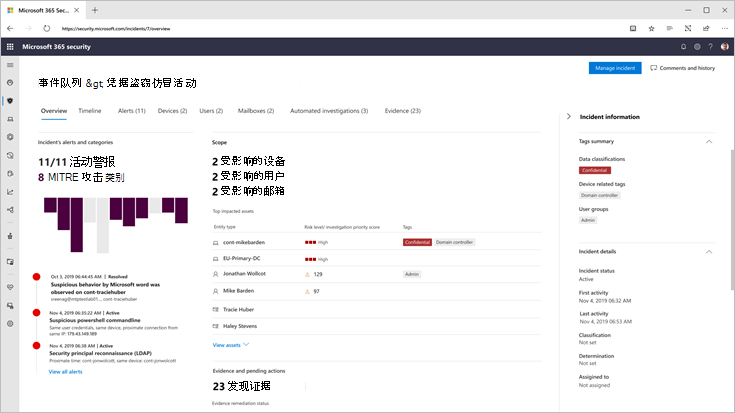 Microsoft 365 Sec...
https://security.microsoft.com/incidents/7/overview
Microsoft 365 security
Manage incident
Comments and history
事件队列 &gt 凭据盗窃仿冒活动
Overview
Timeline
Alerts (11)
Devices (2)
Users (2)
Mailboxes (2)
Automated investigations (3)
Evidence (23)
Incident's alerts and categories
11/11 活动警报
8 MITRE 攻击 类别
Oct 3, 2019 06:44:45 AM | Resolved
Suspicious behavior by Microsoft word was
observed on cont-traciehuber
vreenag@mtptestlab01... cont-traciehuber
Nov 4, 2019 06:35:22 AM | Active
Suspicious powershell commandline
Same user credentials, same device, proximate connection from
same IP: 179.43.149.189
Nov 4, 2019 06:39 AM | Active
Security principal reconnaissance (LDAP)
Proximate time: cont-jonwolcott, same device: cont-jonwolcott
View all alerts
Scope
2 受影响的设备
2 受影响的用户
2 受影响的邮箱
Top impacted assets
Entity type
Risk level/ investigation priority score
Tags
cont-mikebarden
High
Confidential
Domain controller
EU-Primary-DC
High
Jonathan Wollcot
129
Admin
Mike Barden
97
Tracie Huber
Haley Stevens
View assets
Evidence and pending actions
23 发现证据
Evidence remediation status
Incident information
Tags summary
Data classifications
Confidential
Device related tags
Domain controller
User groups
Admin
Incident details
Incident status
Active
First activity
Nov 4, 2019 06:32 AM
Last activity
Nov 4, 2019 06:53 AM
Classification
Not set
Determination
Not set
Assigned to
Not assigned